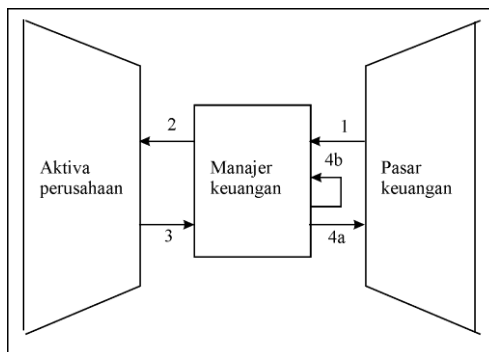 2
1
4b
Aktiva
perusahaan
Manajer
keuangan
Pasar
keuangan
3
4a